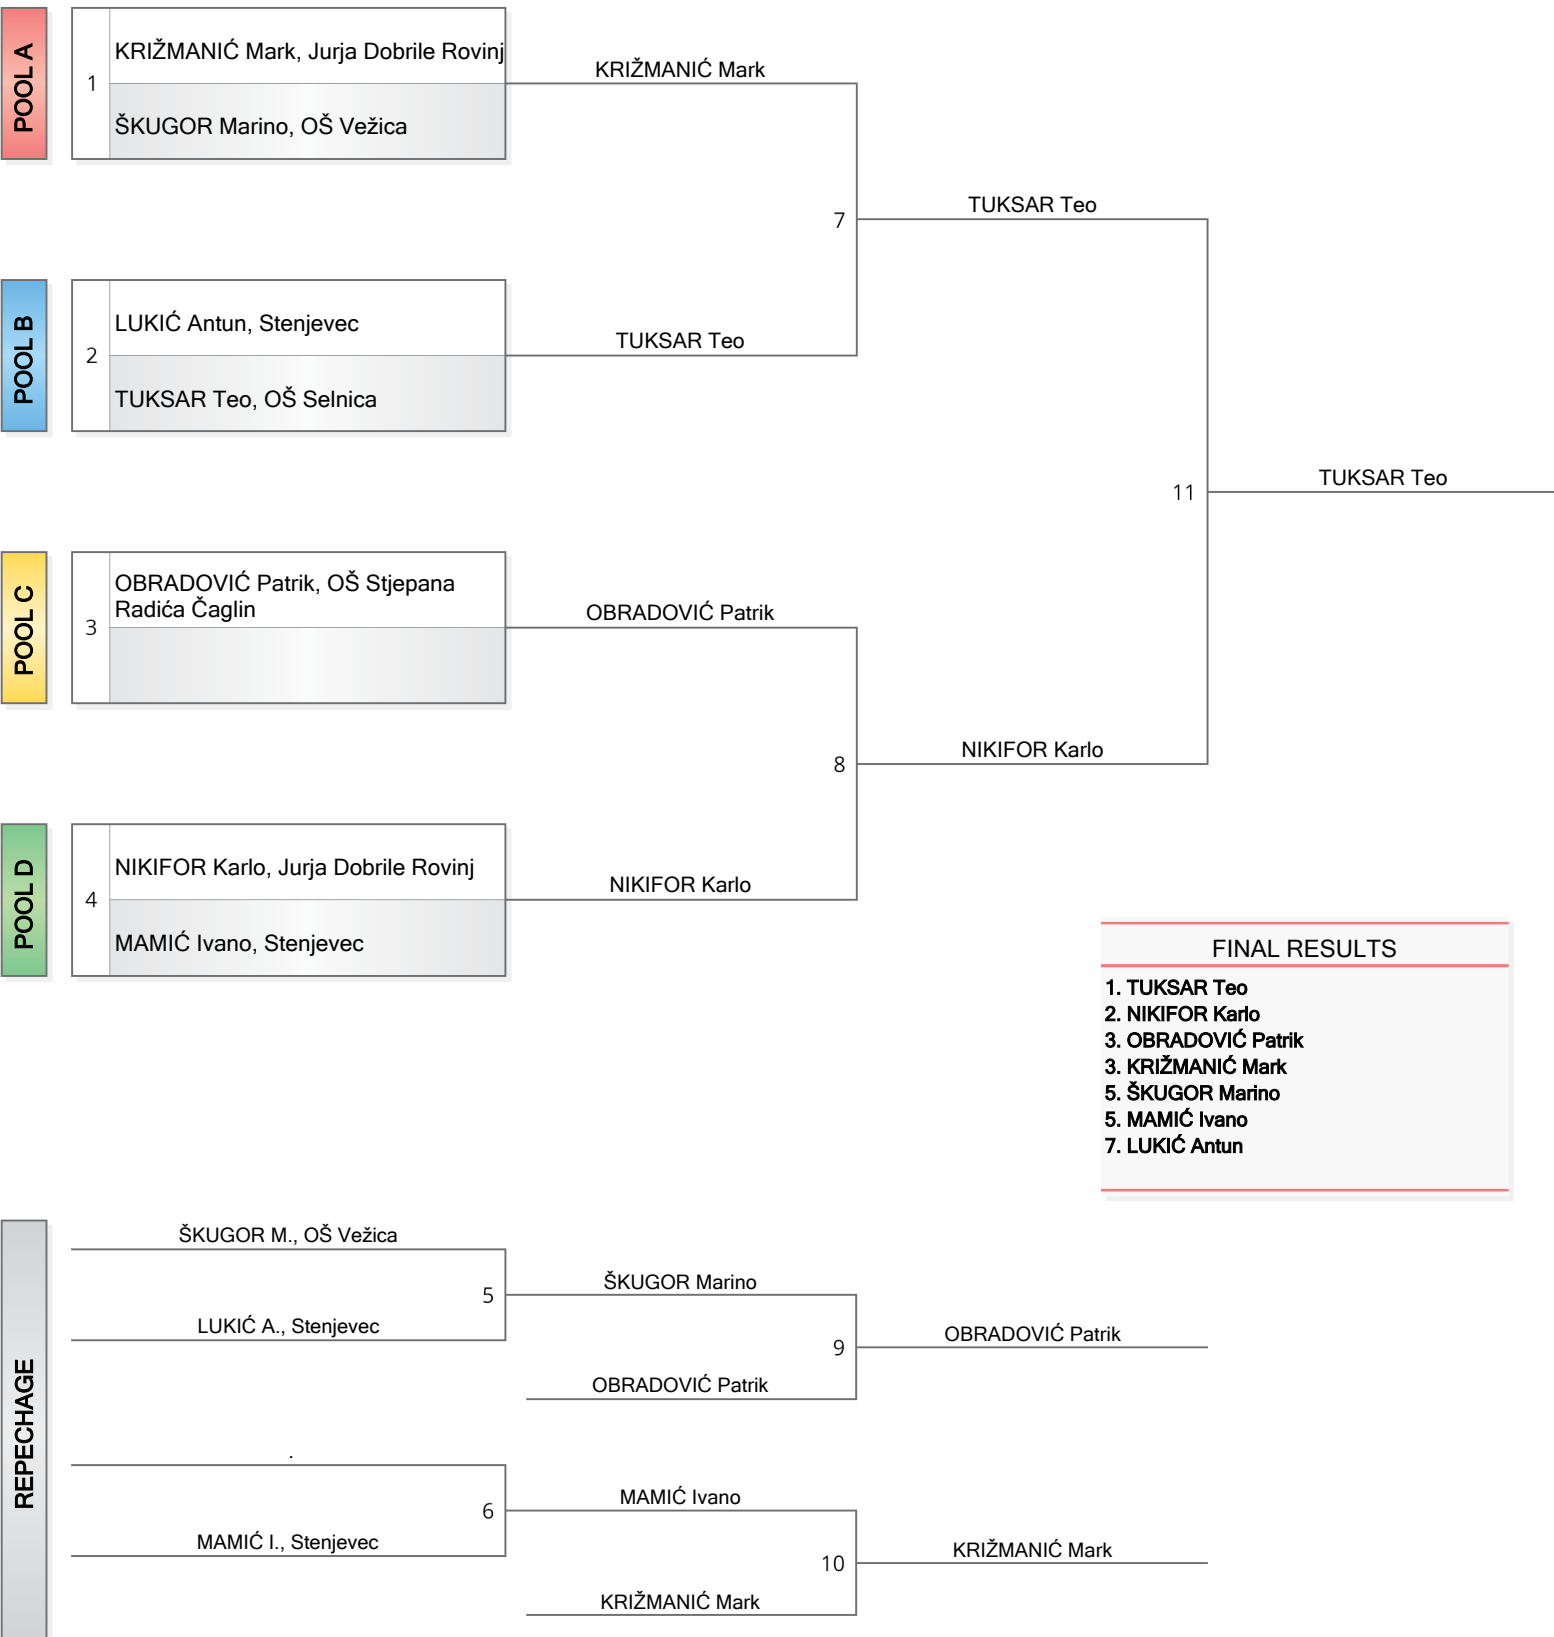 POOL A
1
KRIŽMANIĆ Mark, Jurja Dobrile Rovinj
ŠKUGOR Marino, OŠ Vežica
KRIŽMANIĆ Mark
7
TUKSAR Teo
POOL B
2
LUKIĆ Antun, Stenjevec
TUKSAR Teo, OŠ Selnica
TUKSAR Teo
11
TUKSAR Teo
POOL C
3
OBRADOVIĆ Patrik, OŠ Stjepana
Radića Čaglin
OBRADOVIĆ Patrik
8
NIKIFOR Karlo
POOL D
4
NIKIFOR Karlo, Jurja Dobrile Rovinj
MAMIĆ Ivano, Stenjevec
NIKIFOR Karlo
FINAL RESULTS
1. TUKSAR Teo
2. NIKIFOR Karlo
3. OBRADOVIĆ Patrik
3. KRIŽMANIĆ Mark
5. ŠKUGOR Marino
5. MAMIĆ Ivano
7. LUKIĆ Antun
REPECHAGE
ŠKUGOR M., OŠ Vežica
5
LUKIĆ A., Stenjevec
ŠKUGOR Marino
9
OBRADOVIĆ Patrik
OBRADOVIĆ Patrik
.
6
MAMIĆ I., Stenjevec
MAMIĆ Ivano
10
KRIŽMANIĆ Mark
KRIŽMANIĆ Mark